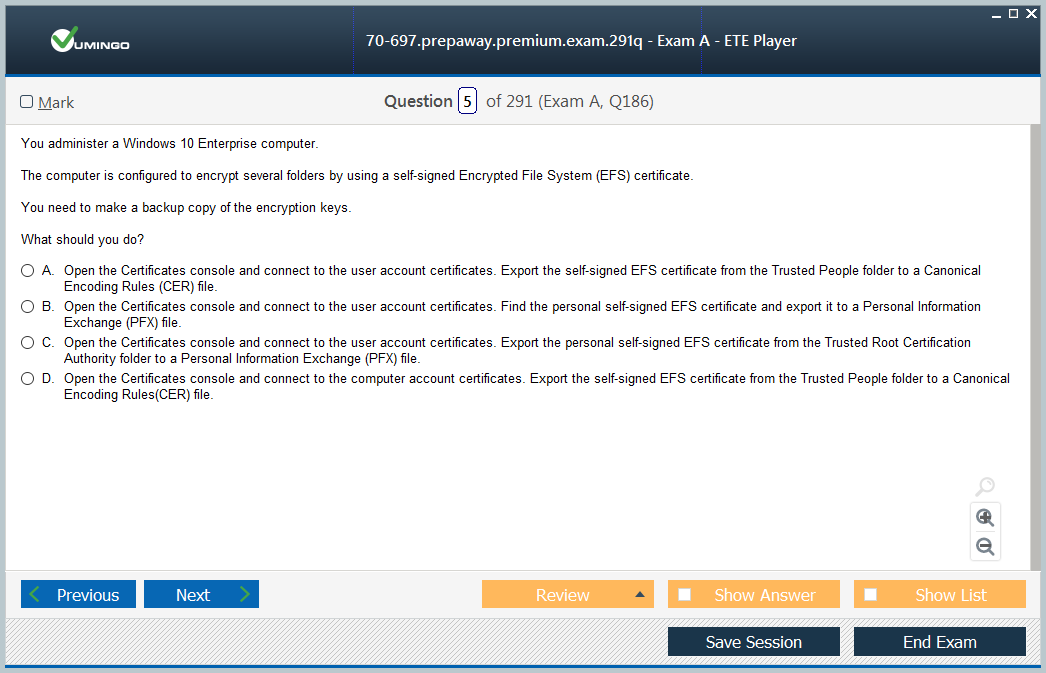 VUMINGO
70-697.prepaway.premium.exam.291q - Exam A - ETE Player
Mark
Question 5 of 291 (Exam A, Q186)
You administer a Windows 10 Enterprise computer.
The computer is configured to encrypt several folders by using a self-signed Encrypted File System (EFS) certificate.
You need to make a backup copy of the encryption keys.
What should you do?
A. Open the Certificates console and connect to the user account certificates. Export the self-signed EFS certificate from the Trusted People folder to a Canonical
Encoding Rules (CER) file.
B. Open the Certificates console and connect to the user account certificates. Find the personal self-signed EFS certificate and export it to a Personal Information
Exchange (PFX) file.
C. Open the Certificates console and connect to the user account certificates. Export the personal self-signed EFS certificate from the Trusted Root Certification
Authority folder to a Personal Information Exchange (PFX) file.
D. Open the Certificates console and connect to the computer account certificates. Export the self-signed EFS certificate from the Trusted People folder to a Canonical
Encoding Rules(CER) file.
Previous
Next
Review
Show Answer
Show List
Save Session
End Exam